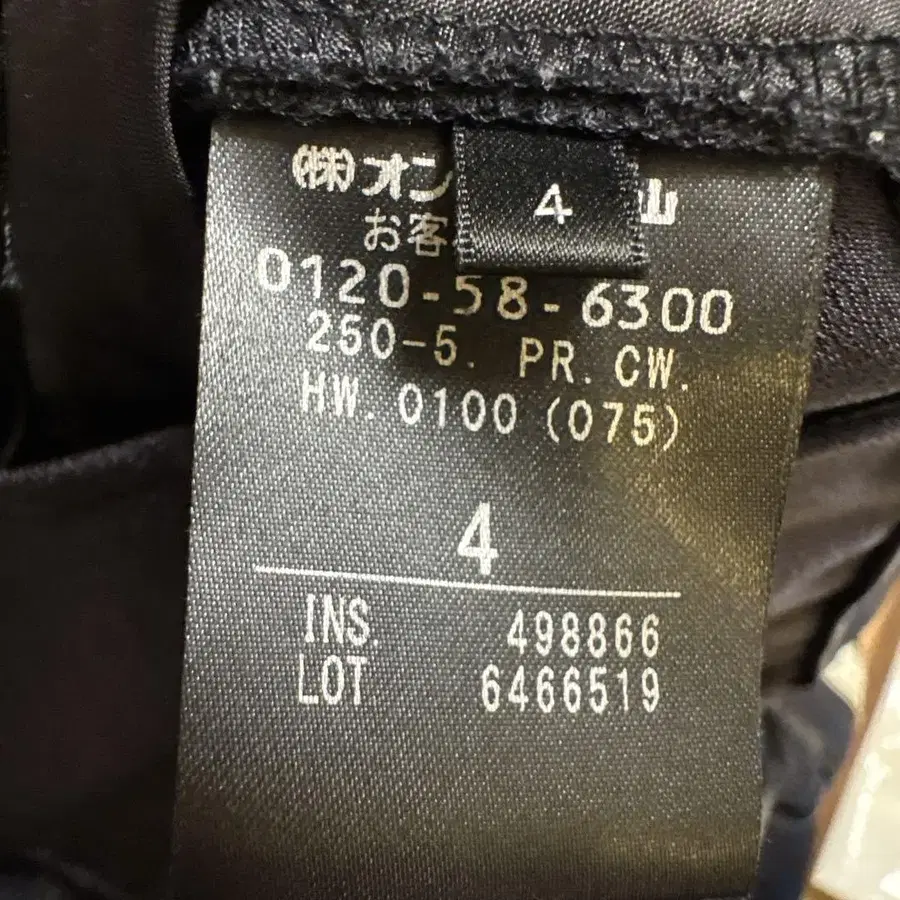 ㈱オン 山
4
お客
0120-58-6300
250-5. PR. CW.
HW. 0100 (075)
4
INS. 498866
LOT 6466519